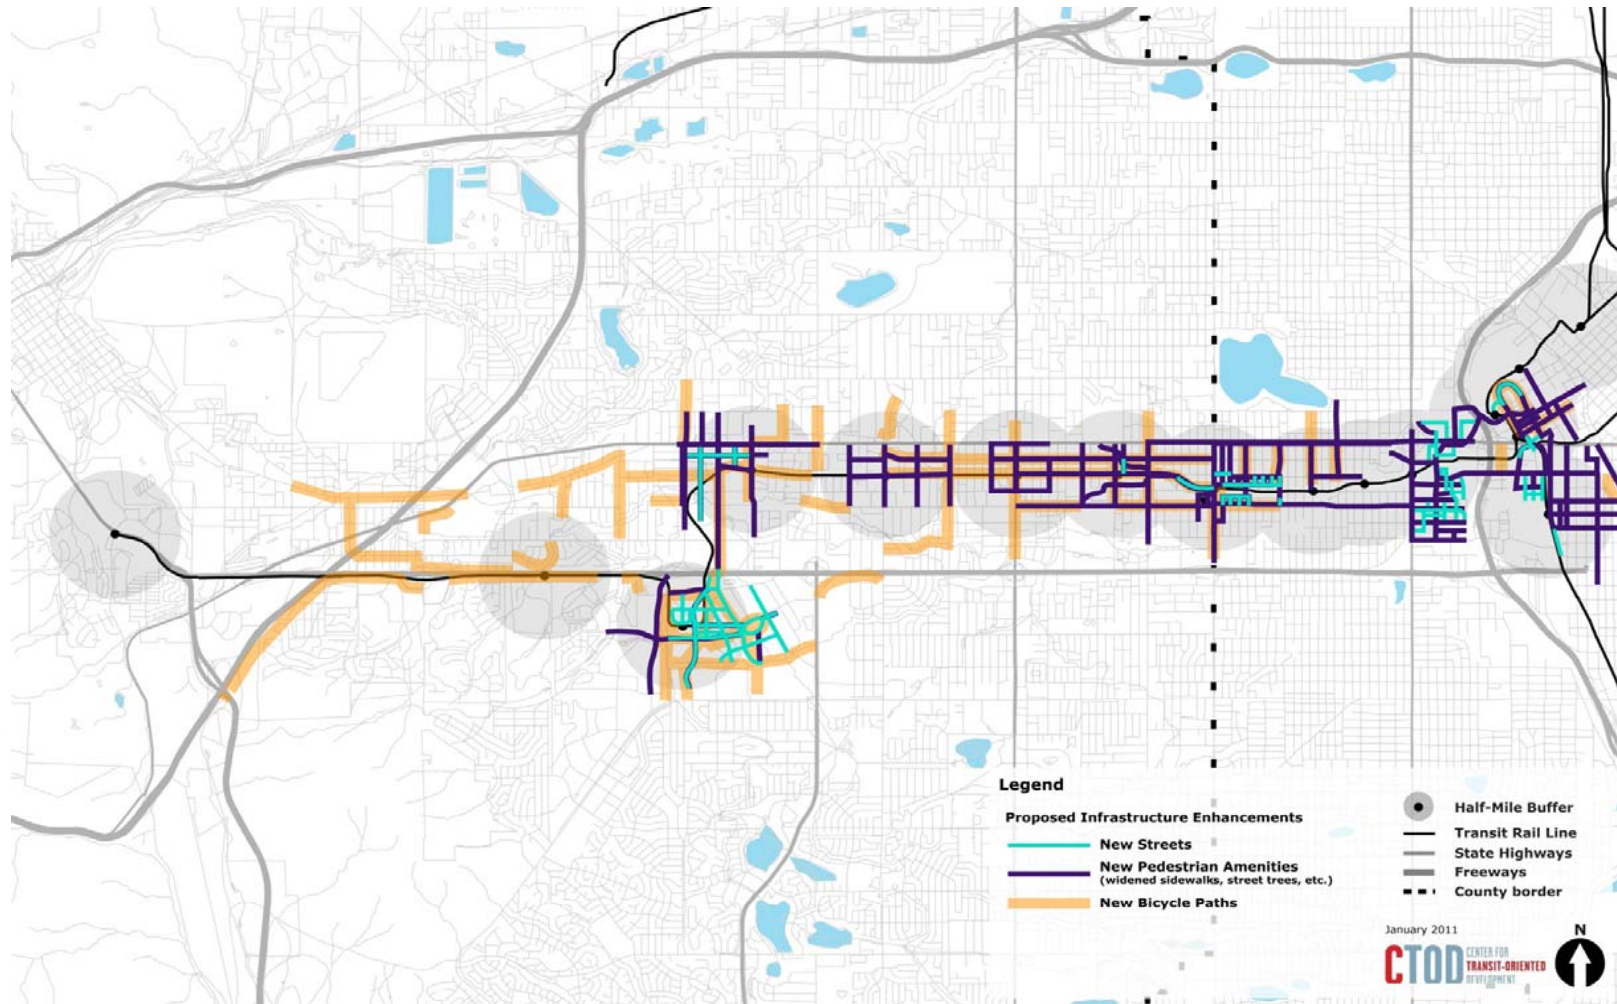 Legend
Proposed Infrastructure Enhancements
New Streets
New Pedestrian Amenities
(widened sidewalks, street trees, etc.)
New Bicycle Paths
Half-Mile Buffer
Transit Rail Line
State Highways
Freeways
County border
January 2011
CTOD
CENTER FOR
TRANSIT-ORIENTED
DEVELOPMENT
N